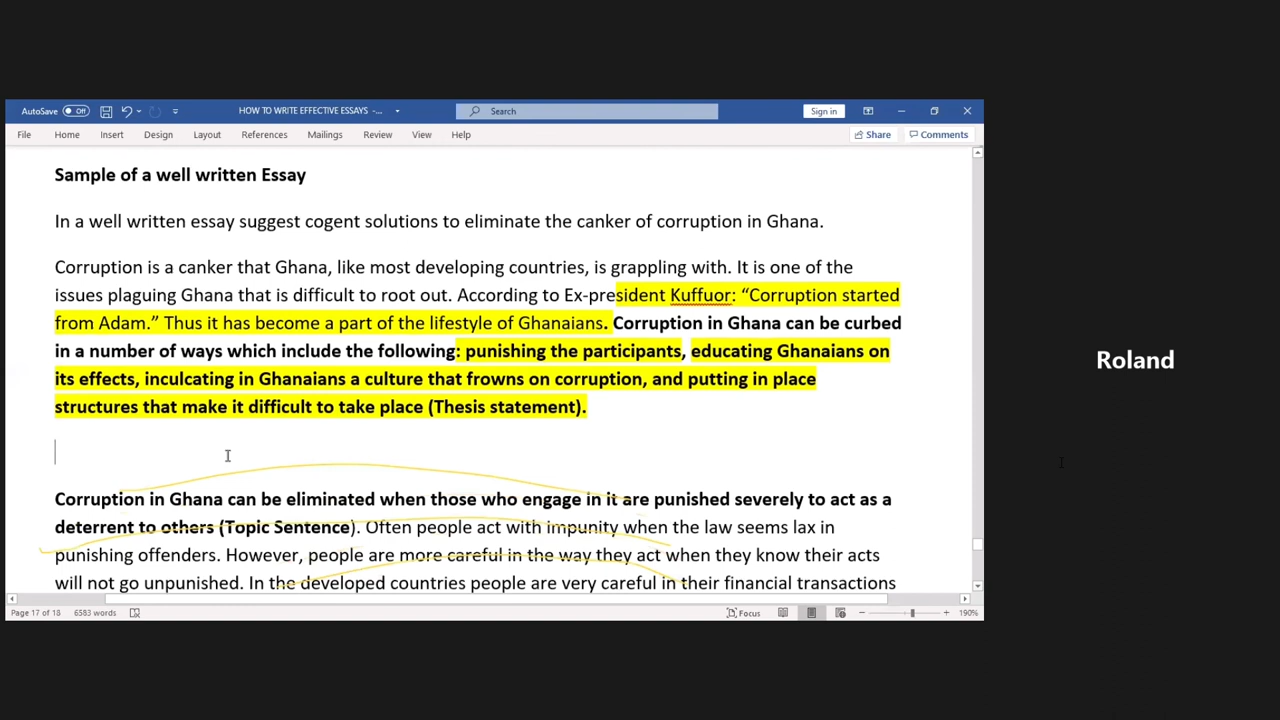 AutoSave Off HOW TO WRITE EFFECTIVE ESSAYS -... Search Sign in
File Home Insert Design Layout References Mailings Review View Help Share Comments
Sample of a well written Essay
In a well written essay suggest cogent solutions to eliminate the canker of corruption in Ghana.
Corruption is a canker that Ghana, like most developing countries, is grappling with. It is one of the
issues plaguing Ghana that is difficult to root out. According to Ex-president Kuffuor: “Corruption started
from Adam.” Thus it has become a part of the lifestyle of Ghanaians. Corruption in Ghana can be curbed
in a number of ways which include the following: punishing the participants, educating Ghanaians on
its effects, inculcating in Ghanaians a culture that frowns on corruption, and putting in place
structures that make it difficult to take place (Thesis statement).
Roland
Corruption in Ghana can be eliminated when those who engage in it are punished severely to act as a
deterrent to others (Topic Sentence). Often people act with impunity when the law seems lax in
punishing offenders. However, people are more careful in the way they act when they know their acts
will not go unpunished. In the developed countries people are very careful in their financial transactions
Page 17 of 18 6583 words Focus 190%